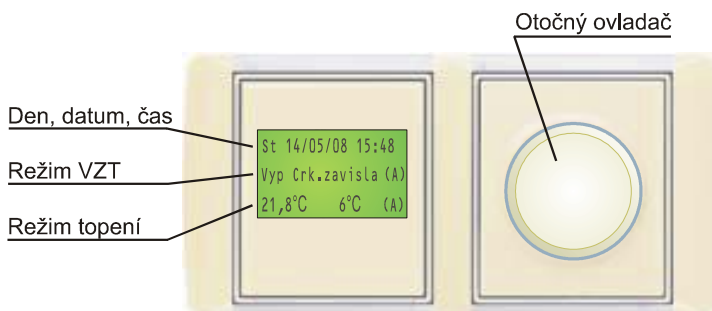 Otočný ovladač
Den, datum, čas
St 14/05/08 15:48
Režim VZT
Vyp Crk.zavisla (A)
Režim topení
21,8°C 6°C (A)